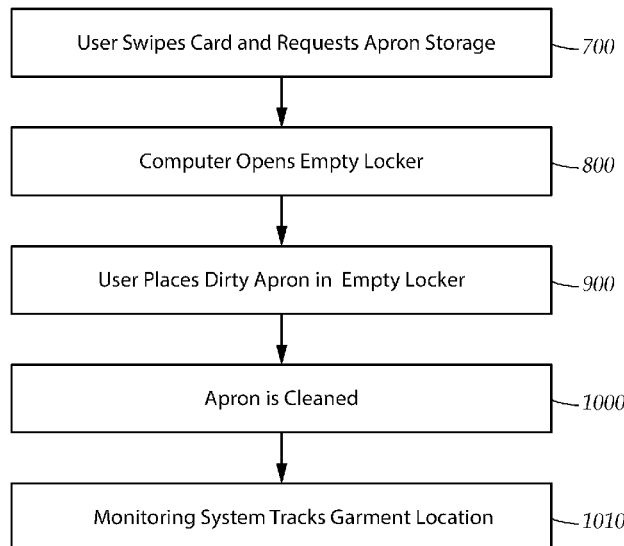 User Swipes Card and Requests Apron Storage
700
Computer Opens Empty Locker
800
User Places Dirty Apron in Empty Locker
900
Apron is Cleaned
1000
Monitoring System Tracks Garment Location
1010